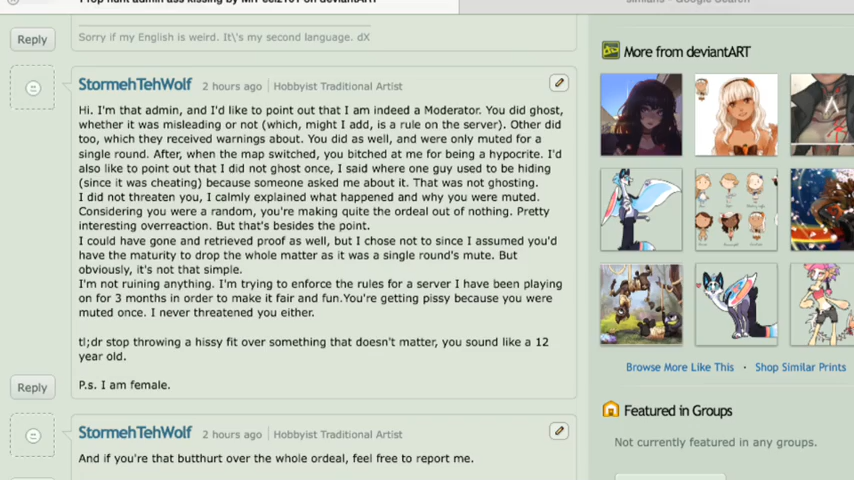 Sorry if my English is weird. It\'s my second language. dX
Reply
StormehTehWolf 2 hours ago | Hobbyist Traditional Artist
Hi. I'm that admin, and I'd like to point out that I am indeed a Moderator. You did ghost,
whether it was misleading or not (which, might I add, is a rule on the server). Other did
too, which they received warnings about. You did as well, and were only muted for a
single round. After, when the map switched, you bitched at me for being a hypocrite. I'd
also like to point out that I did not ghost once, I said where one guy used to be hiding
(since it was cheating) because someone asked me about it. That was not ghosting.
I did not threaten you, I calmly explained what happened and why you were muted.
Considering you were a random, you're making quite the ordeal out of nothing. Pretty
interesting overreaction. But that's besides the point.
I could have gone and retrieved proof as well, but I chose not to since I assumed you'd
have the maturity to drop the whole matter as it was a single round's mute. But
obviously, it's not that simple.
I'm not ruining anything. I'm trying to enforce the rules for a server I have been playing
on for 3 months in order to make it fair and fun.You're getting pissy because you were
muted once. I never threatened you either.
tl;dr stop throwing a hissy fit over something that doesn't matter, you sound like a 12
year old.
P.s. I am female.
Reply
StormehTehWolf 2 hours ago | Hobbyist Traditional Artist
And if you're that butthurt over the whole ordeal, feel free to report me.
More from deviantART
Browse More Like This · Shop Similar Prints
Featured in Groups
Not currently featured in any groups.